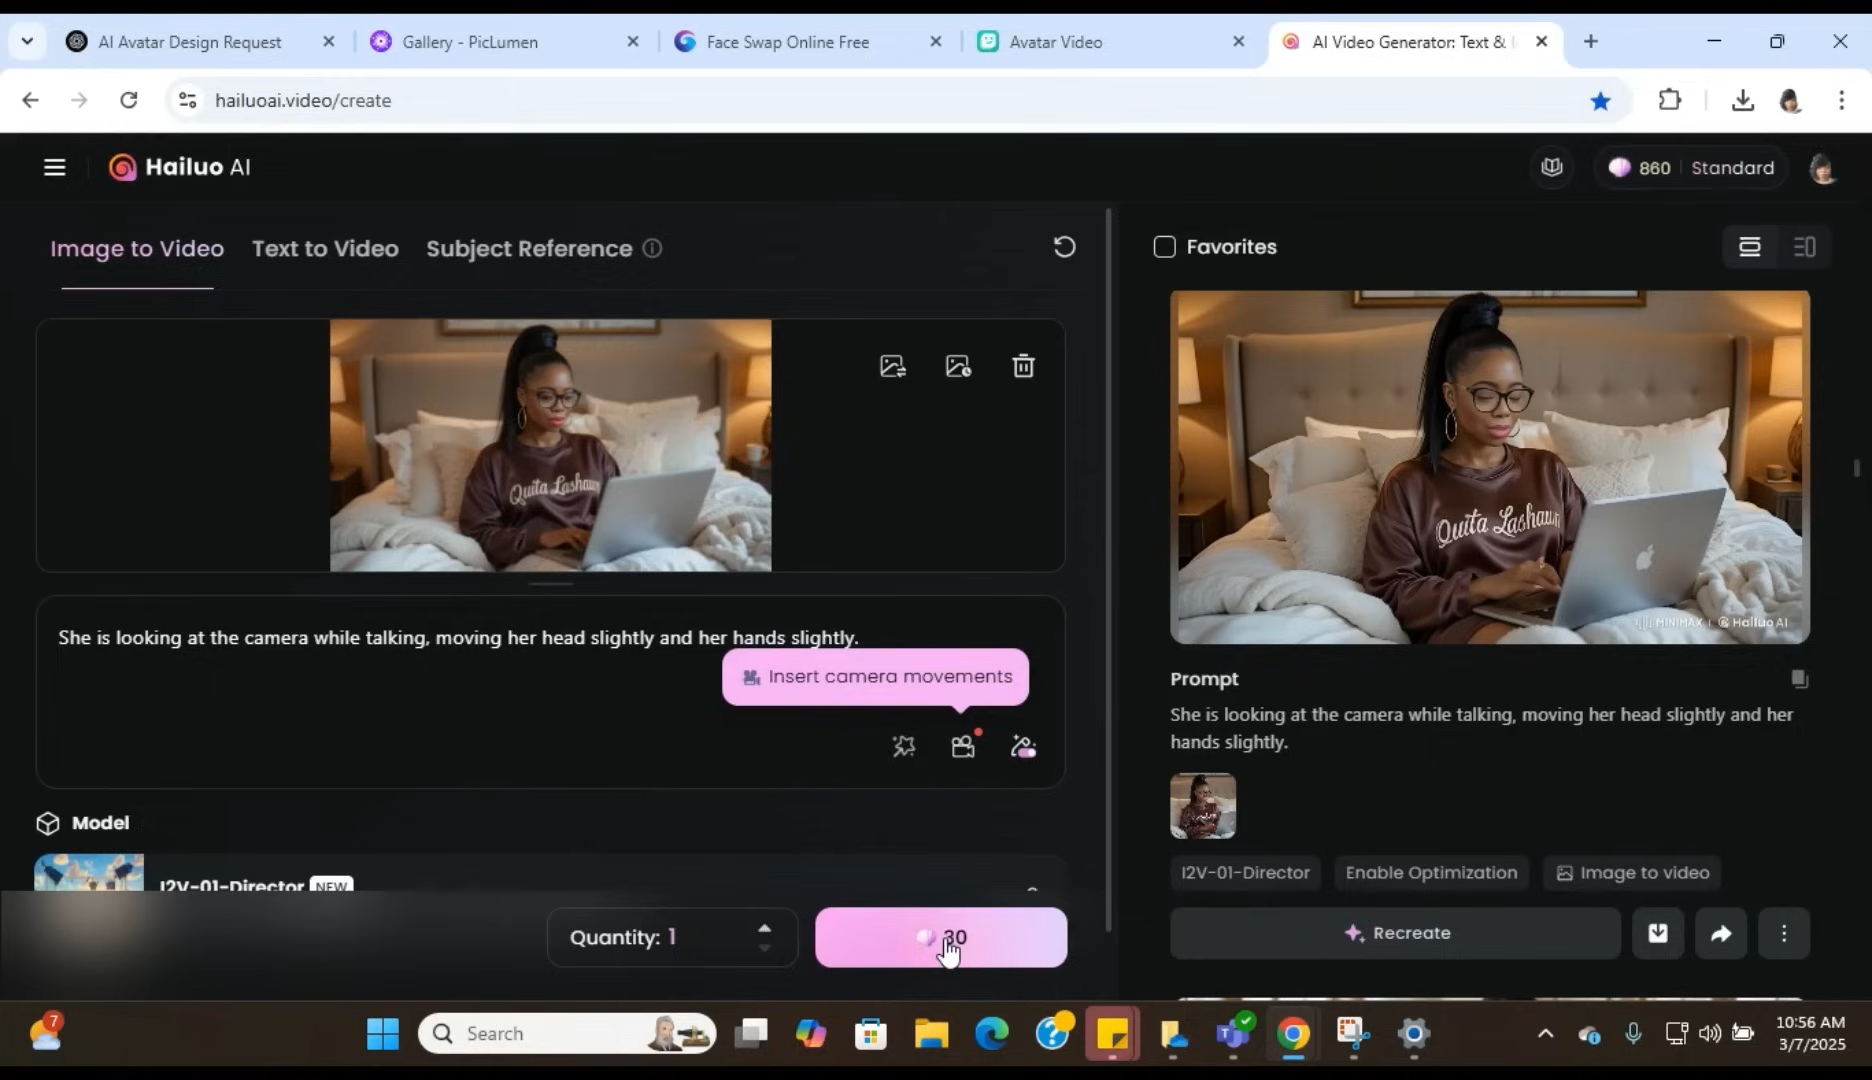 AI Avatar Design Request
Gallery - PicLumen
Face Swap Online Free
Avatar Video
AI Video Generator: Text & I
hailuoai.video/create
Hailuo AI
860
Standard
Image to Video
Text to Video
Subject Reference
Favorites
Quita Lashaun
Quita Lashaun
MINIMAX | Hailuo AI
She is looking at the camera while talking, moving her head slightly and her hands slightly.
Insert camera movements
Prompt
She is looking at the camera while talking, moving her head slightly and her
hands slightly.
Model
I2V-01-Director NEW
I2V-01-Director
Enable Optimization
Image to video
Quantity: 1
30
Recreate
7
Search
10:56 AM
3/7/2025